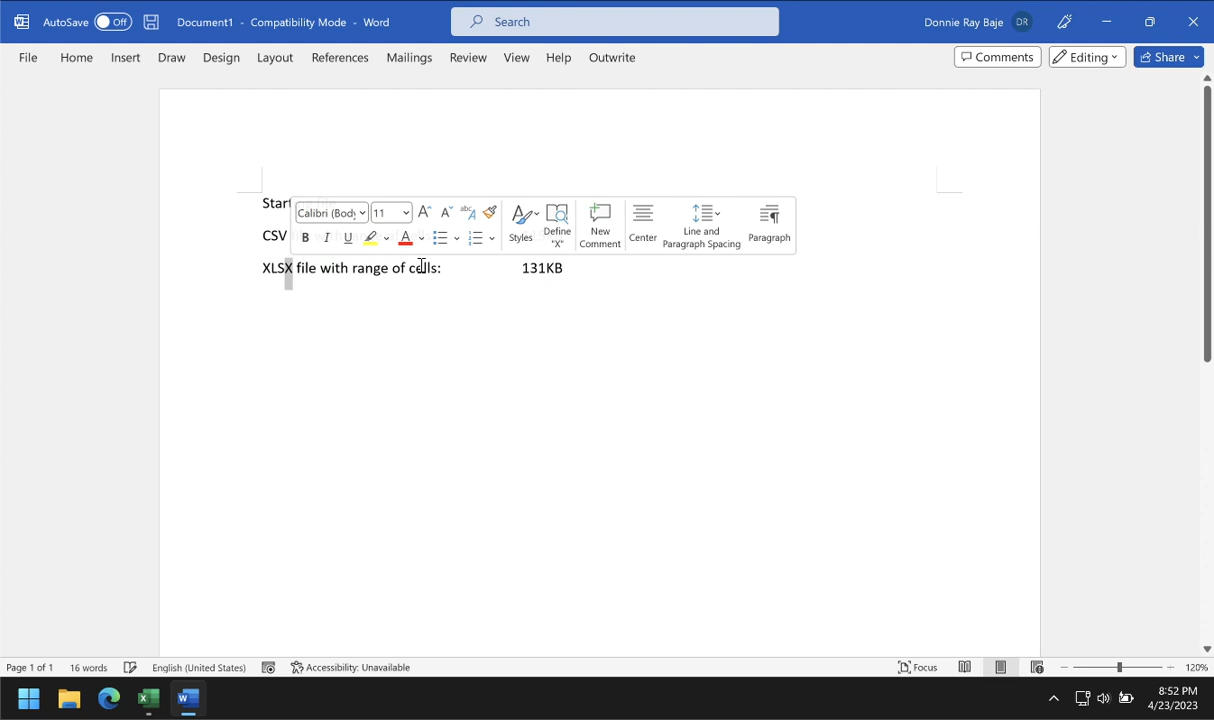 AutoSave Off Document1 - Compatibility Mode - Word Search Donnie Ray Baje DR
File Home Insert Draw Design Layout References Mailings Review View Help Outwrite Comments Editing Share
Start
Calibri (Body 11
CSV
Styles Define "X" New Comment Center Line and Paragraph Spacing Paragraph
XLSX file with range of cells: 131KB
Page 1 of 1 16 words English (United States) Accessibility: Unavailable Focus 120%
8:52 PM
4/23/2023